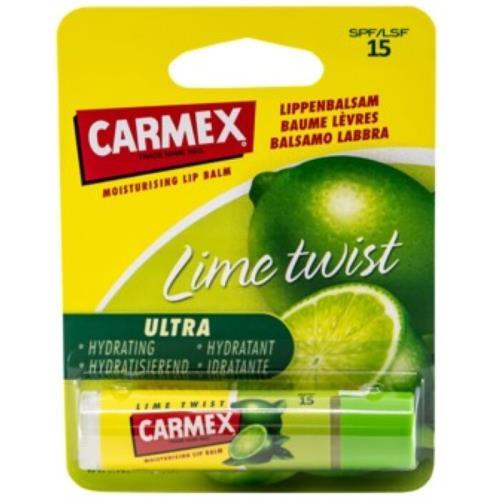 SPF/LSF
15
LIPPENBALSAM
BAUME LÈVRES
BALSAMO LABBRA
CARMEX®
TRADE NAME REG.
MOISTURISING LIP BALM
Lime twist
ULTRA
• HYDRATING • HYDRATANT
• HYDRATISIEREND • IDRATANTE
LIME TWIST
15
CARMEX
MOISTURISING LIP BALM